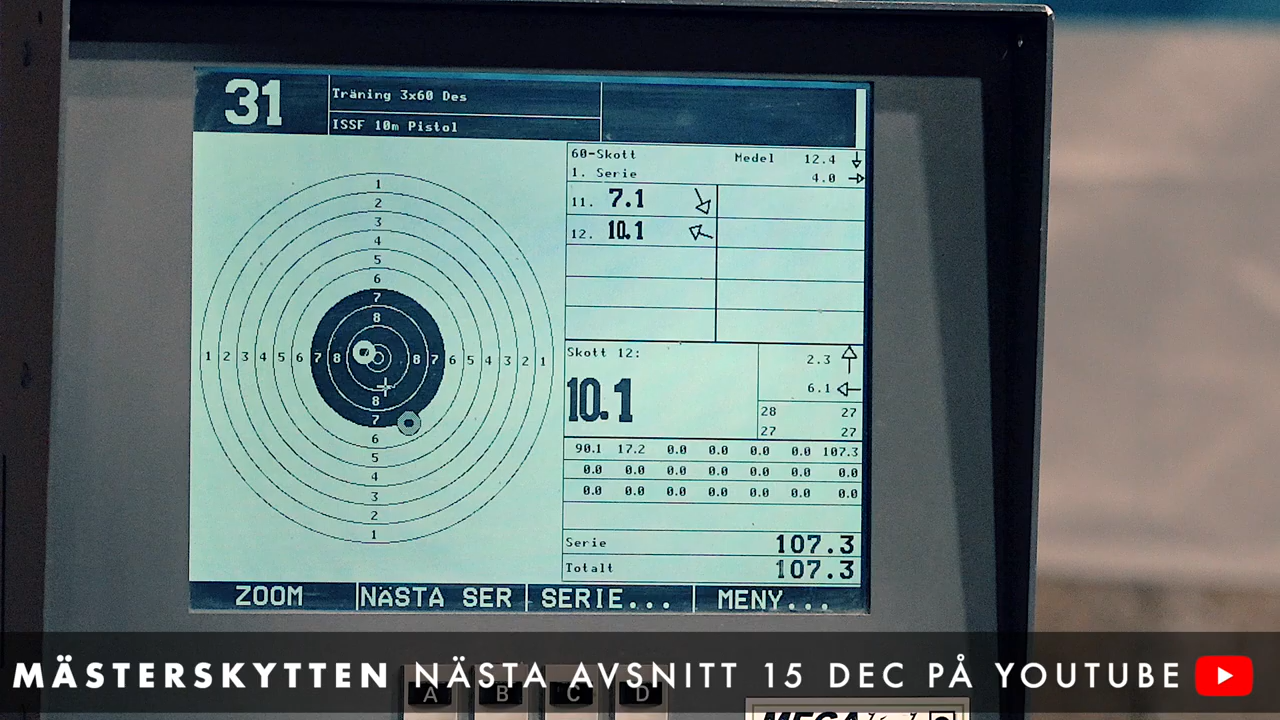 31
Träning 3x60 Des
ISSF 10m Pistol
60-Skott Medel 12.4
1. Serie 4.0
11. 7.1
12. 10.1
1
2
3
4
5
6
7
8
1 2 3 4 5 6 7 8 8 7 6 5 4 3 2 1
8
7
6
5
4
3
2
1
Skott 12: 2.3
10.1 6.1
28 27
27 27
90.1 17.2 0.0 0.0 0.0 0.0 107.3
0.0 0.0 0.0 0.0 0.0 0.0 0.0
0.0 0.0 0.0 0.0 0.0 0.0 0.0
Serie 107.3
Totalt 107.3
ZOOM NÄSTA SER SERIE... MENY...
MÄSTERSKYTTEN NÄSTA AVSNITT 15 DEC PÅ YOUTUBE
A B C D